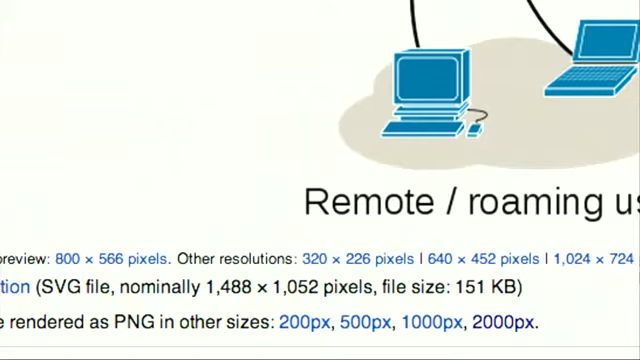 Remote / roaming us
preview: 800 × 566 pixels. Other resolutions: 320 × 226 pixels | 640 × 452 pixels | 1,024 × 724
tion (SVG file, nominally 1,488 × 1,052 pixels, file size: 151 KB)
e rendered as PNG in other sizes: 200px, 500px, 1000px, 2000px.